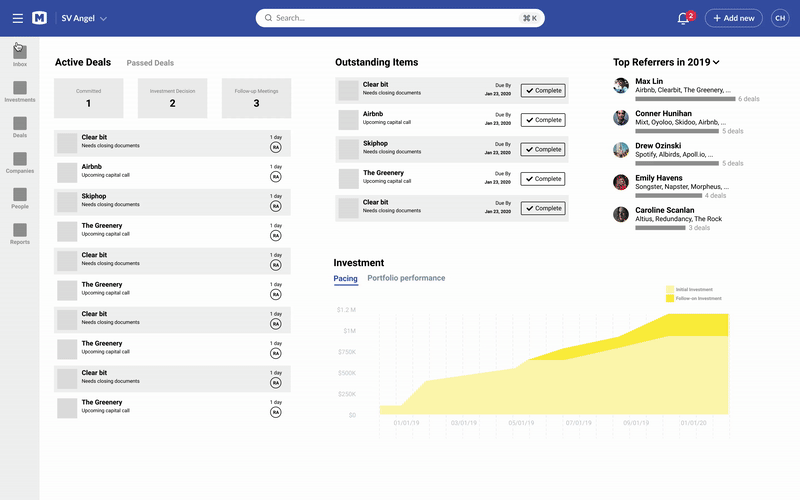 M
SV Angel
Search...
⌘ K
2
+ Add new
CH
Inbox
Investments
Deals
Companies
People
Reports
Active Deals
Passed Deals
Committed
1
Investment Decision
2
Follow-up Meetings
3
Clear bit
Needs closing documents
1 day
RA
Airbnb
Upcoming capital call
1 day
RA
Skiphop
Needs closing documents
1 day
RA
The Greenery
Upcoming capital call
1 day
RA
Clear bit
Needs closing documents
1 day
RA
The Greenery
Upcoming capital call
1 day
RA
Clear bit
Needs closing documents
1 day
RA
The Greenery
Upcoming capital call
1 day
RA
Clear bit
Needs closing documents
1 day
RA
The Greenery
Upcoming capital call
1 day
RA
Outstanding Items
Clear bit
Needs closing documents
Due By
Jan 23, 2020
Complete
Airbnb
Upcoming capital call
Due By
Jan 23, 2020
Complete
Skiphop
Needs closing documents
Due By
Jan 23, 2020
Complete
The Greenery
Upcoming capital call
Due By
Jan 23, 2020
Complete
Clear bit
Needs closing documents
Due By
Jan 23, 2020
Complete
Top Referrers in 2019
Max Lin
Airbnb, Clearbit, The Greenery, ...
6 deals
Conner Hunihan
Mixt, Oyoloo, Skidoo, Airbnb, ...
5 deals
Drew Ozinski
Spotify, Albirds, Apoll.io, ...
5 deals
Emily Havens
Songster, Napster, Morpheus, ...
4 deals
Caroline Scanlan
Altius, Redundancy, The Rock
3 deals
Investment
Pacing
Portfolio performance
Initial Investment
Follow-on Investment
$1.2 M
$1M
$750K
$500K
$250K
$0
01/01/19
03/01/19
05/01/19
07/01/19
09/01/19
01/01/20